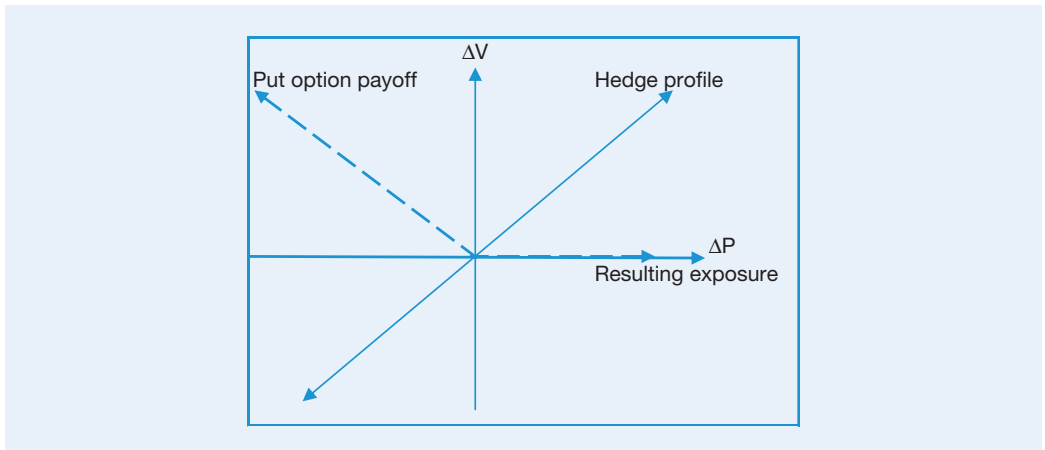 ΔV
Put option payoff
Hedge profile
ΔP
Resulting exposure